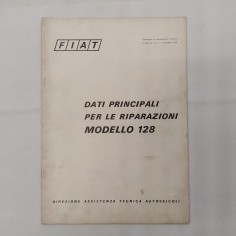 FIAT
DATI PRINCIPALI
PER LE RIPARAZIONI
MODELLO 128
DIREZIONE ASSISTENZA TECNICA AUTOVEICOLI